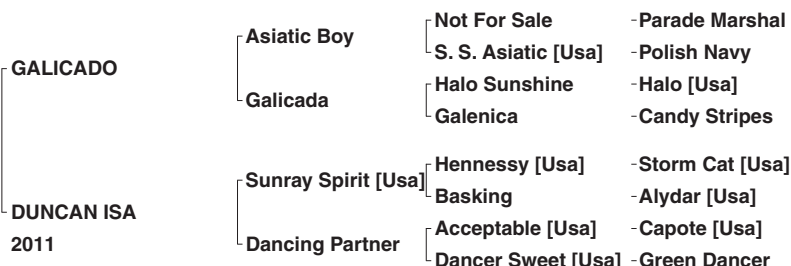 Not For Sale - Parade Marshal
Asiatic Boy
S. S. Asiatic [Usa] - Polish Navy
GALICADO
Halo Sunshine - Halo [Usa]
Galicada
Galenica - Candy Stripes
Hennessy [Usa] - Storm Cat [Usa]
Sunray Spirit [Usa]
Basking - Alydar [Usa]
DUNCAN ISA
Acceptable [Usa] - Capote [Usa]
2011
Dancing Partner
Dancer Sweet [Usa] - Green Dancer